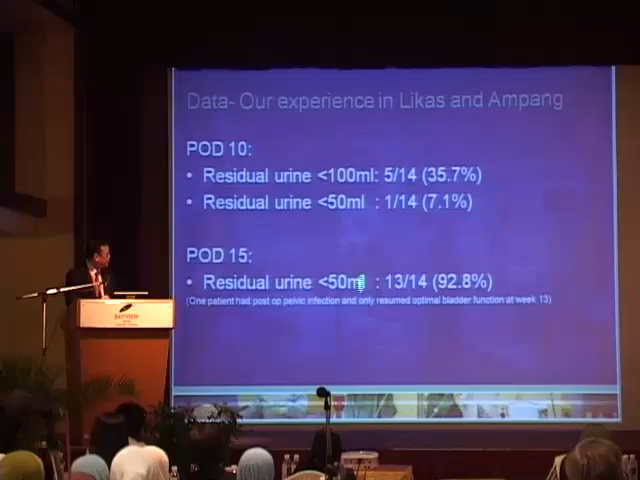 Data- Our experience in Likas and Ampang
POD 10:
• Residual urine <100ml: 5/14 (35.7%)
• Residual urine <50ml : 1/14 (7.1%)
POD 15:
• Residual urine <50ml : 13/14 (92.8%)
(One patient had post op pelvic infection and only resumed optimal bladder function at week 13)
BAYVIEW